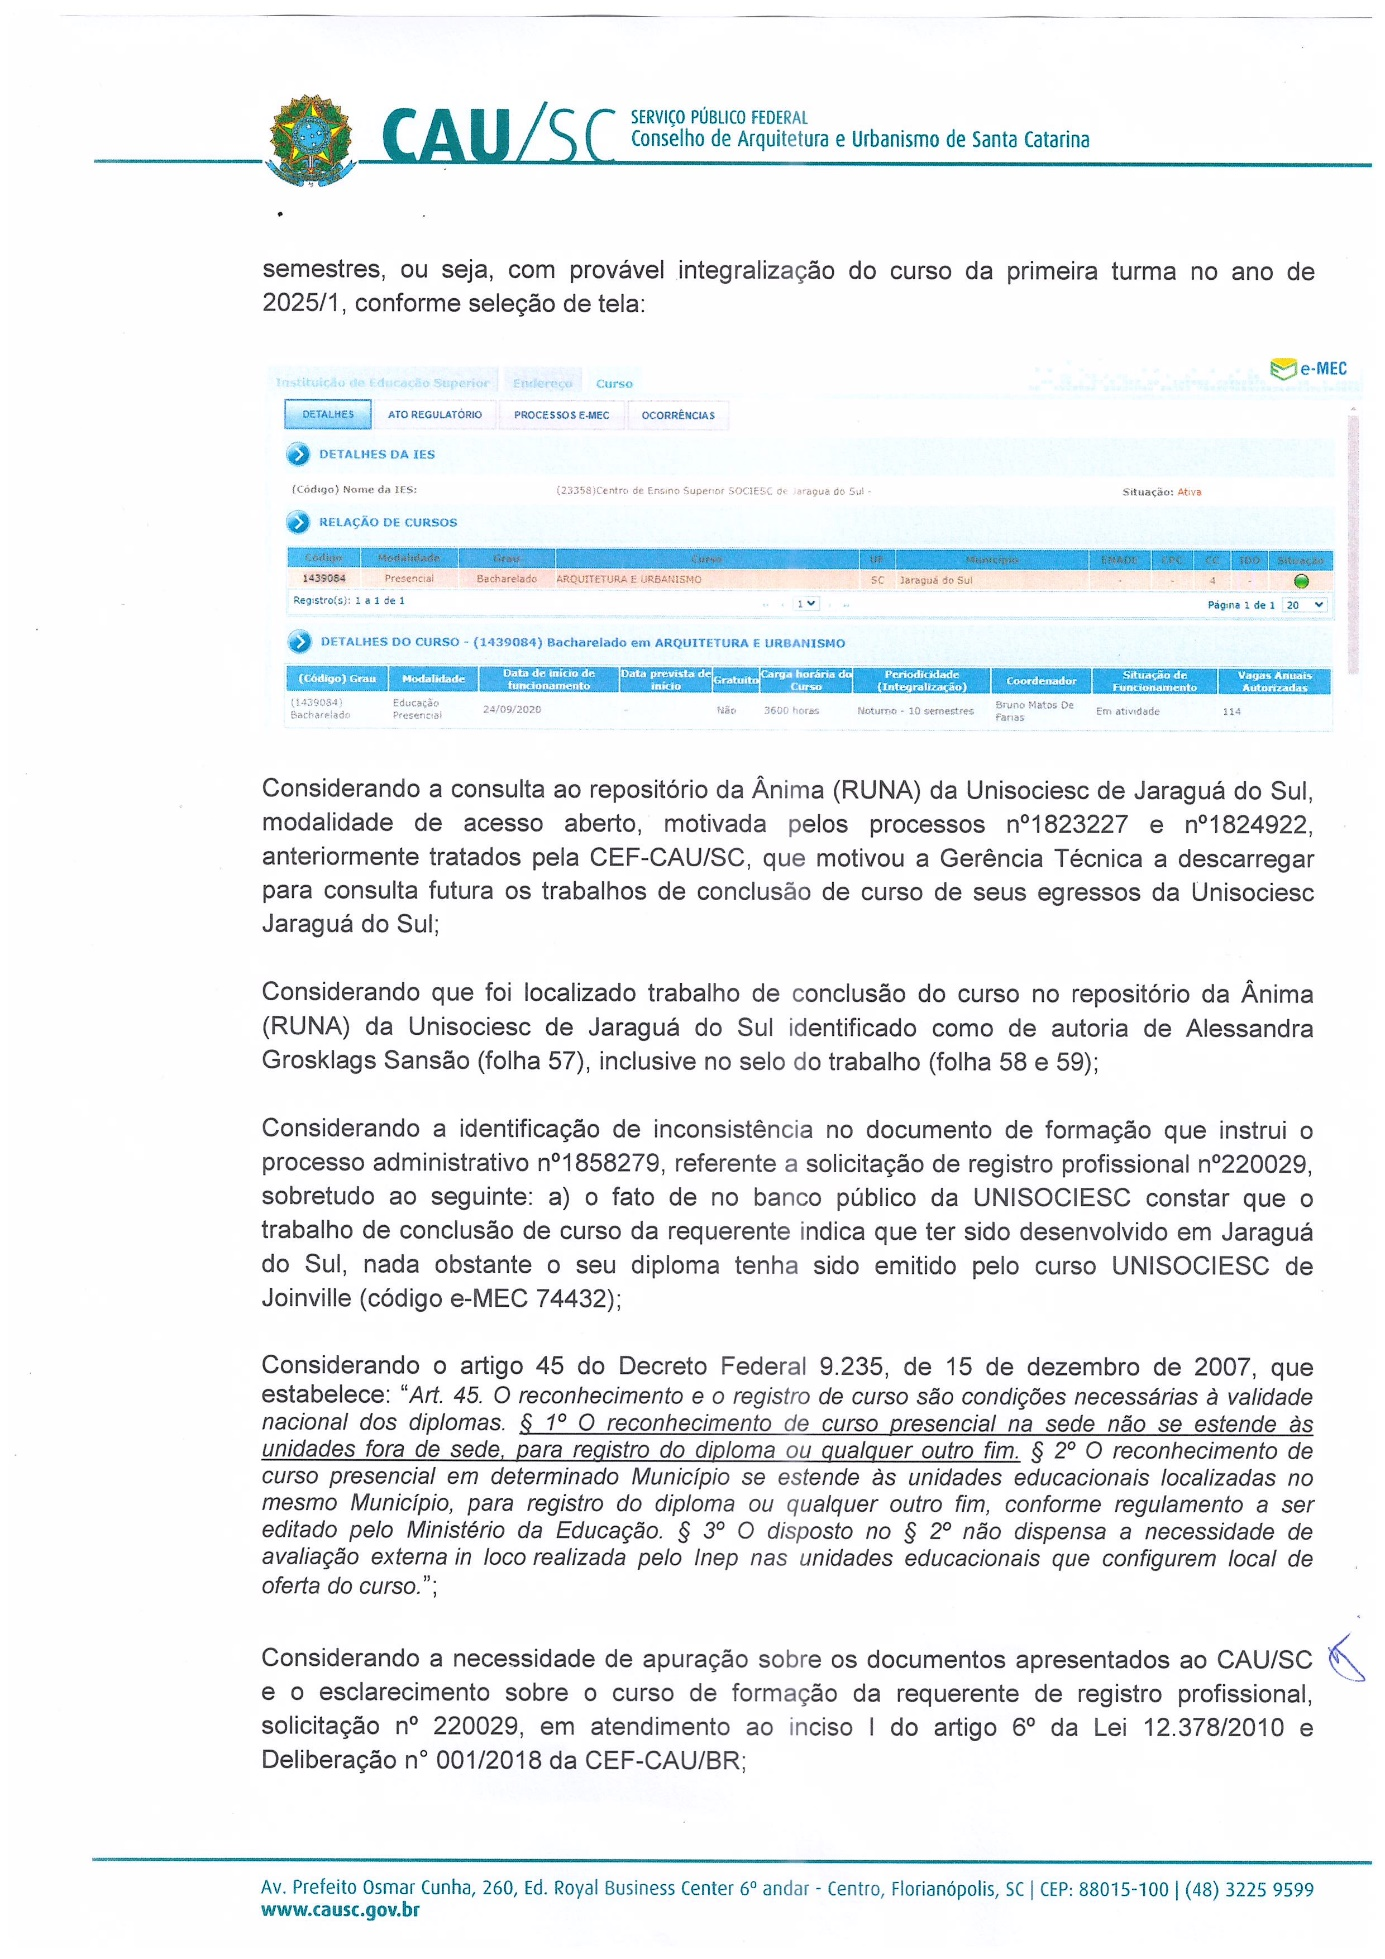 CAU/SC
SERVIÇO PÚBLICO FEDERAL
Conselho de Arquitetura e Urbanismo de Santa Catarina
semestres, ou seja, com provável integralização do curso da primeira turma no ano de
2025/1, conforme seleção de tela:
e-MEC
Instituição de Educação Superior Endereço Curso
DETALHES ATO REGULATÓRIO PROCESSOS E-MEC OCORRÊNCIAS
DETALHES DA IES
(Código) Nome da IES: (23358)Centro de Ensino Superior SOCIESC de Jaragua do Sul - Situação: Ativa
RELAÇÃO DE CURSOS
Código Modalidade Grau Curso UF Município ENADE CPC CC IDD Situação
1439084 Presencial Bacharelado ARQUITETURA E URBANISMO SC Jaraguá do Sul - - 4 -
Registro(s): 1 a 1 de 1 1 Página 1 de 1 20
DETALHES DO CURSO - (1439084) Bacharelado em ARQUITETURA E URBANISMO
(Código) Grau Modalidade Data de início de funcionamento Data prevista de início Gratuito Carga horária do Curso Periodicidade (Integralização) Coordenador Situação de Funcionamento Vagas Anuais Autorizadas
(1439084) Bacharelado Educação Presencial 24/09/2020 - Não 3600 horas Noturno - 10 semestres Bruno Matos De Farias Em atividade 114
Considerando a consulta ao repositório da Ânima (RUNA) da Unisociesc de Jaraguá do Sul,
modalidade de acesso aberto, motivada pelos processos nº1823227 e nº1824922,
anteriormente tratados pela CEF-CAU/SC, que motivou a Gerência Técnica a descarregar
para consulta futura os trabalhos de conclusão de curso de seus egressos da Unisociesc
Jaraguá do Sul;
Considerando que foi localizado trabalho de conclusão do curso no repositório da Ânima
(RUNA) da Unisociesc de Jaraguá do Sul identificado como de autoria de Alessandra
Grosklags Sansão (folha 57), inclusive no selo do trabalho (folha 58 e 59);
Considerando a identificação de inconsistência no documento de formação que instrui o
processo administrativo nº1858279, referente a solicitação de registro profissional nº220029,
sobretudo ao seguinte: a) o fato de no banco público da UNISOCIESC constar que o
trabalho de conclusão de curso da requerente indica que ter sido desenvolvido em Jaraguá
do Sul, nada obstante o seu diploma tenha sido emitido pelo curso UNISOCIESC de
Joinville (código e-MEC 74432);
Considerando o artigo 45 do Decreto Federal 9.235, de 15 de dezembro de 2007, que
estabelece: “Art. 45. O reconhecimento e o registro de curso são condições necessárias à validade
nacional dos diplomas. § 1º O reconhecimento de curso presencial na sede não se estende às
unidades fora de sede, para registro do diploma ou qualquer outro fim. § 2º O reconhecimento de
curso presencial em determinado Município se estende às unidades educacionais localizadas no
mesmo Município, para registro do diploma ou qualquer outro fim, conforme regulamento a ser
editado pelo Ministério da Educação. § 3º O disposto no § 2º não dispensa a necessidade de
avaliação externa in loco realizada pelo Inep nas unidades educacionais que configurem local de
oferta do curso.”;
Considerando a necessidade de apuração sobre os documentos apresentados ao CAU/SC
e o esclarecimento sobre o curso de formação da requerente de registro profissional,
solicitação nº 220029, em atendimento ao inciso I do artigo 6º da Lei 12.378/2010 e
Deliberação n° 001/2018 da CEF-CAU/BR;
Av. Prefeito Osmar Cunha, 260, Ed. Royal Business Center 6º andar - Centro, Florianópolis, SC | CEP: 88015-100 | (48) 3225 9599
www.causc.gov.br